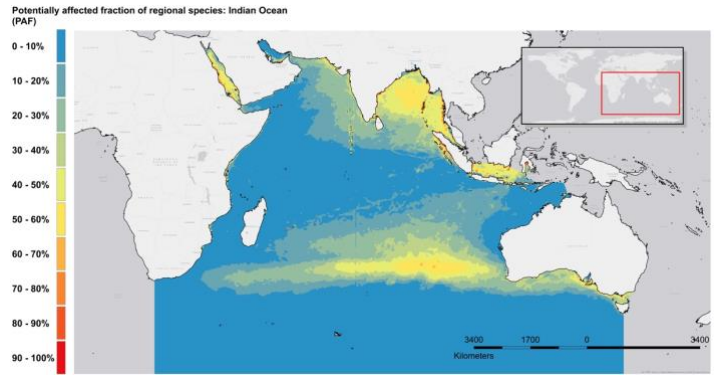 Potentially affected fraction of regional species: Indian Ocean
(PAF)
0 - 10%
10 - 20%
20 - 30%
30 - 40%
40 - 50%
50 - 60%
60 - 70%
70 - 80%
80 - 90%
90 - 100%
3400 1700 0 3400
Kilometers